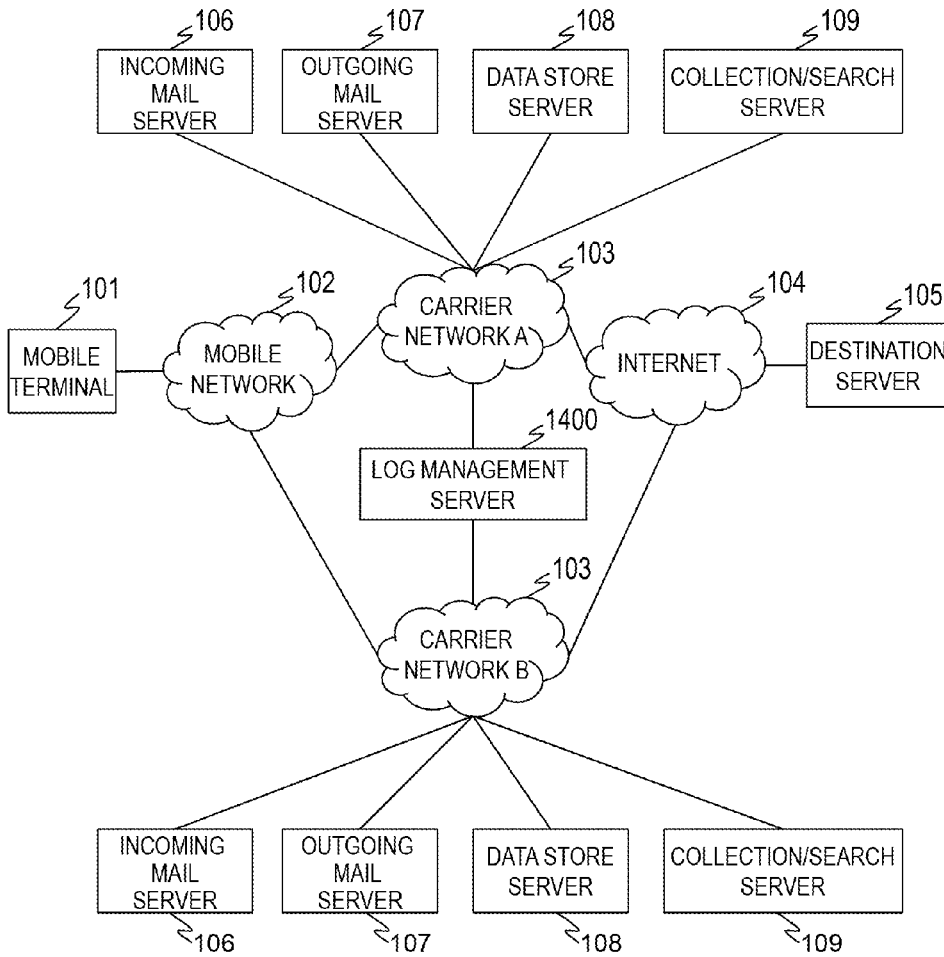 106
107
108
109
INCOMING
MAIL
SERVER
OUTGOING
MAIL
SERVER
DATA STORE
SERVER
COLLECTION/SEARCH
SERVER
101
102
103
104
105
MOBILE
TERMINAL
MOBILE
NETWORK
CARRIER
NETWORK A
INTERNET
DESTINATION
SERVER
1400
LOG MANAGEMENT
SERVER
103
CARRIER
NETWORK B
INCOMING
MAIL
SERVER
OUTGOING
MAIL
SERVER
DATA STORE
SERVER
COLLECTION/SEARCH
SERVER
106
107
108
109